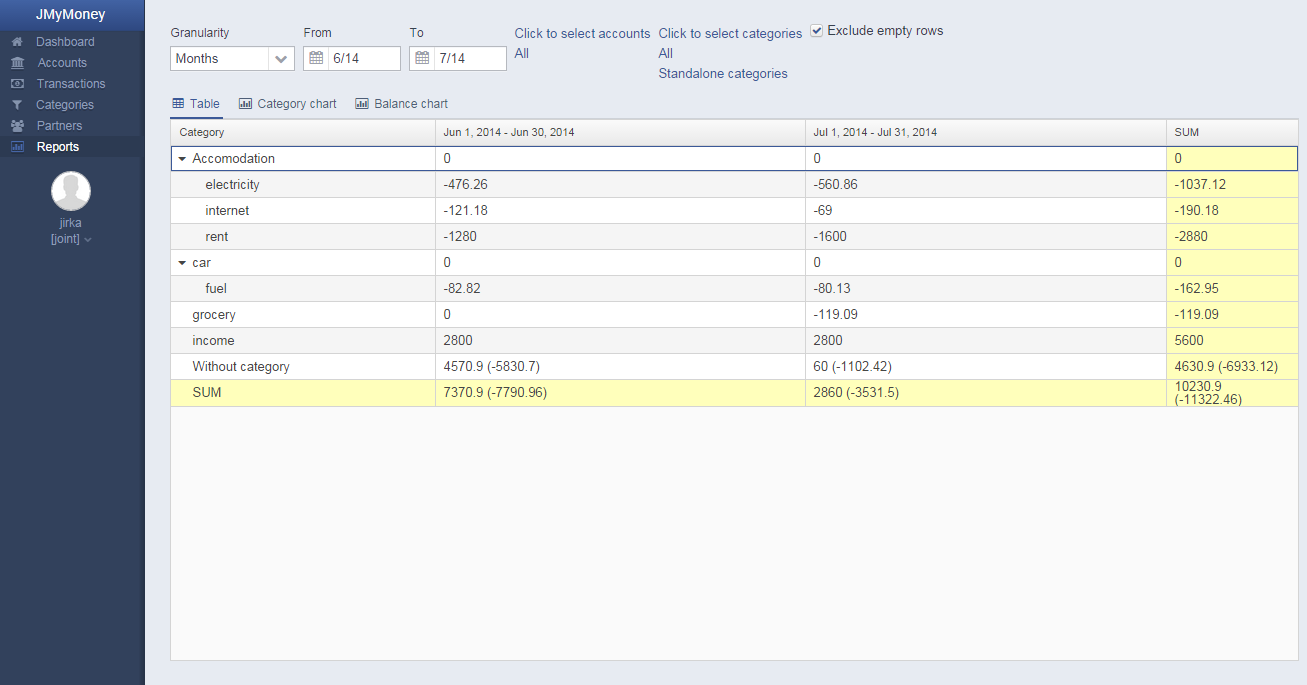 JMyMoney
Dashboard
Accounts
Transactions
Categories
Partners
Reports
jirka
[joint]
Granularity From To Click to select accounts Click to select categories Exclude empty rows
Months 6/14 7/14 All All
Standalone categories
Table Category chart Balance chart
Category Jun 1, 2014 - Jun 30, 2014 Jul 1, 2014 - Jul 31, 2014 SUM
Accomodation 0 0 0
electricity -476.26 -560.86 -1037.12
internet -121.18 -69 -190.18
rent -1280 -1600 -2880
car 0 0 0
fuel -82.82 -80.13 -162.95
grocery 0 -119.09 -119.09
income 2800 2800 5600
Without category 4570.9 (-5830.7) 60 (-1102.42) 4630.9 (-6933.12)
SUM 7370.9 (-7790.96) 2860 (-3531.5) 10230.9
(-11322.46)